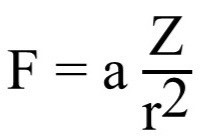 F = a Z/r²